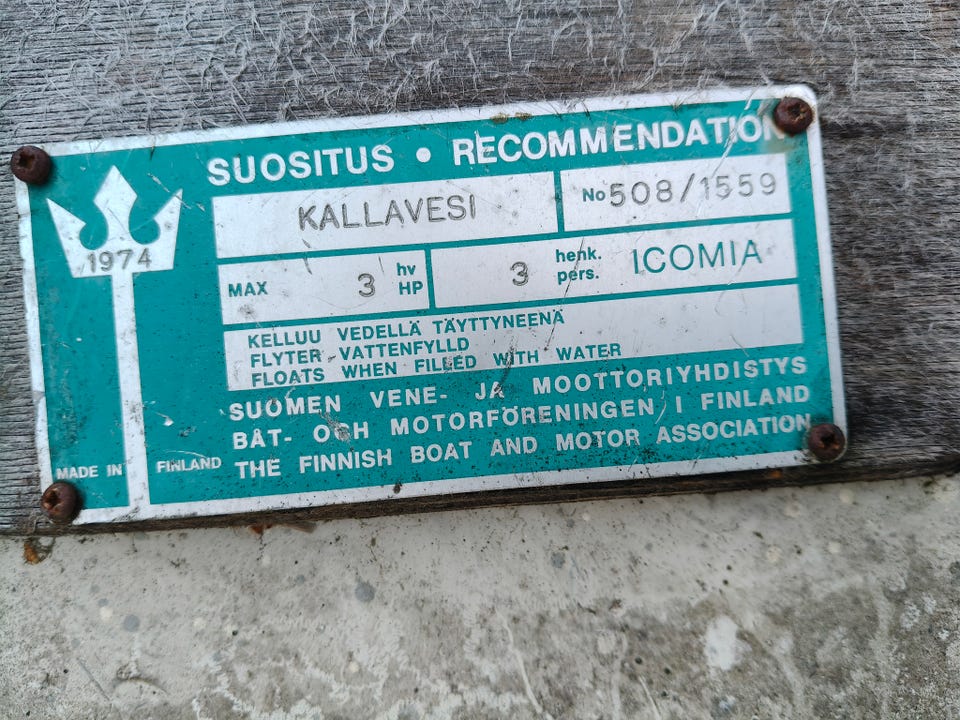 SUOSITUS • RECOMMENDATION
KALLAVESI
No 508/1559
1974
MAX 3 hv HP
3 henk. pers.
ICOMIA
KELLUU VEDELLÄ TÄYTTYNEENÄ
FLYTER VATTENFYLLD
FLOATS WHEN FILLED WITH WATER
SUOMEN VENE- JA MOOTTORIYHDISTYS
BÅT- OCH MOTORFÖRENINGEN I FINLAND
THE FINNISH BOAT AND MOTOR ASSOCIATION
MADE IN FINLAND